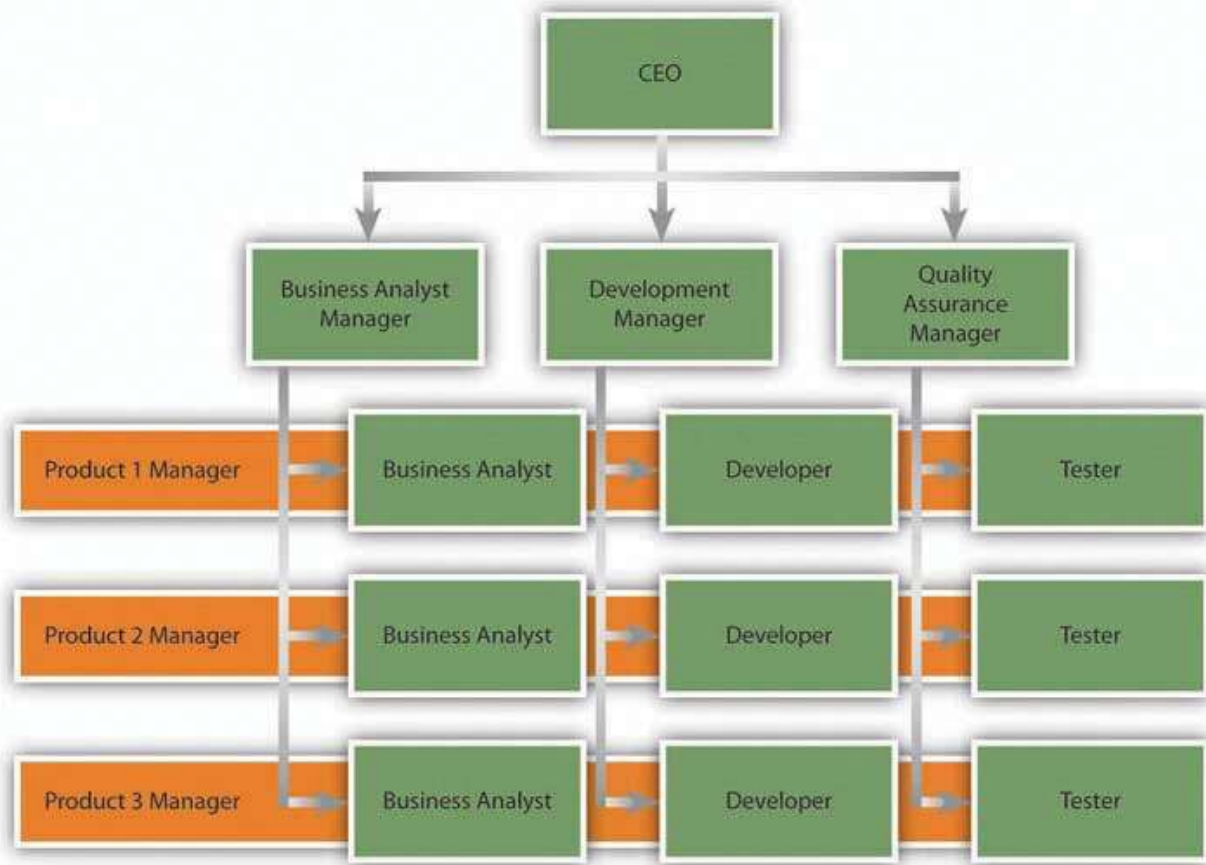 CEO
Business Analyst
Manager
Development
Manager
Quality
Assurance
Manager
Product 1 Manager
Business Analyst
Developer
Tester
Product 2 Manager
Business Analyst
Developer
Tester
Product 3 Manager
Business Analyst
Developer
Tester